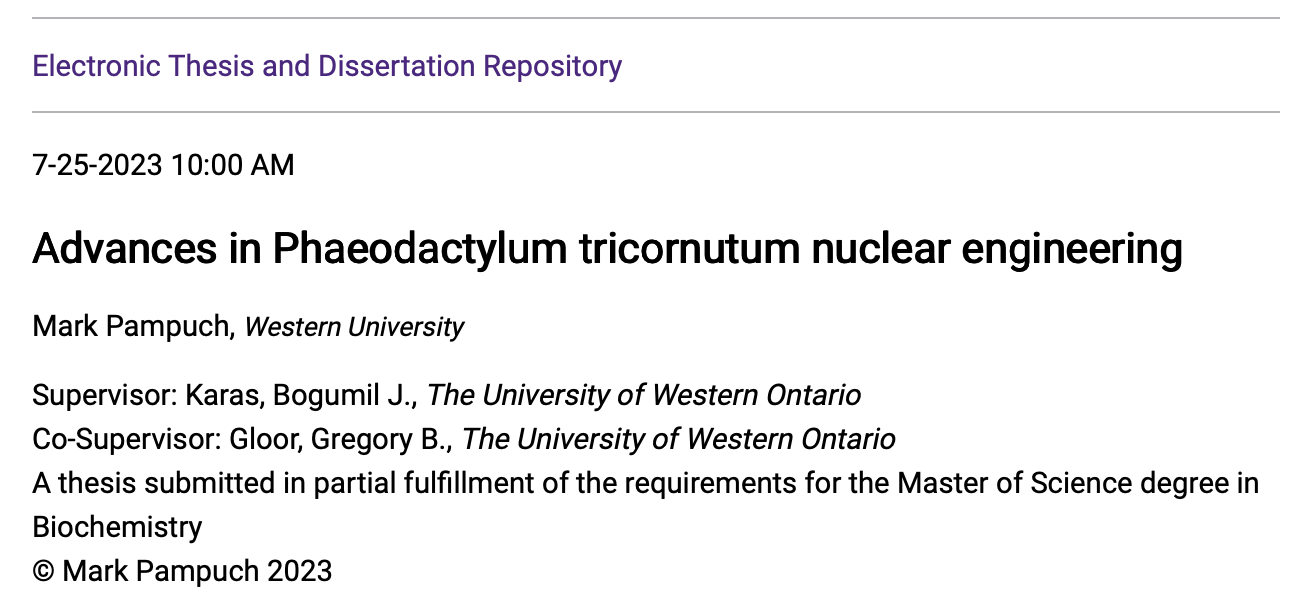 Electronic Thesis and Dissertation Repository
7-25-2023 10:00 AM
Advances in Phaeodactylum tricornutum nuclear engineering
Mark Pampuch, Western University
Supervisor: Karas, Bogumil J., The University of Western Ontario
Co-Supervisor: Gloor, Gregory B., The University of Western Ontario
A thesis submitted in partial fulfillment of the requirements for the Master of Science degree in
Biochemistry
© Mark Pampuch 2023